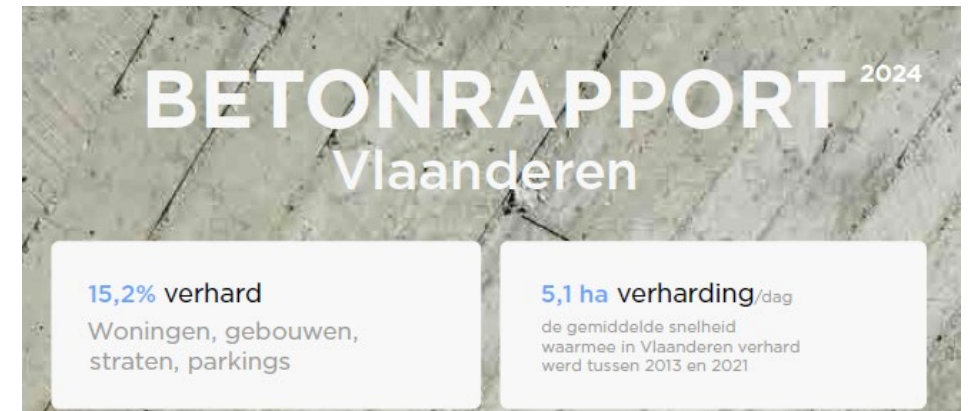 BETONRAPPORT 2024
Vlaanderen
15,2% verhard
Woningen, gebouwen,
straten, parkings
5,1 ha verharding/dag
de gemiddelde snelheid
waarmee in Vlaanderen verhard
werd tussen 2013 en 2021